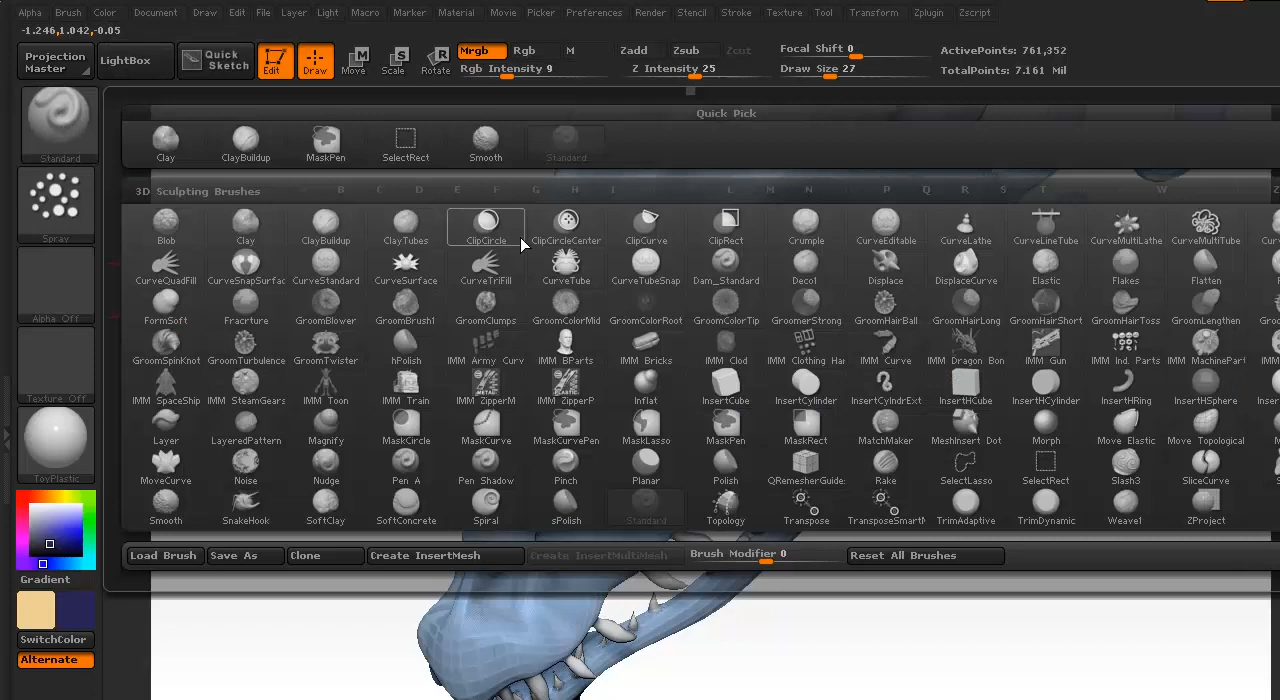 Alpha Brush Color Document Draw Edit File Layer Light Macro Marker Material Movie Picker Preferences Render Stencil Stroke Texture Tool Transform Zplugin Zscript
-1.246,1.042,-0.05
Projection Master LightBox Quick Sketch Edit Draw Move Scale Rotate Mrgb Rgb M Zadd Zsub Zcut Focal Shift 0 ActivePoints: 761,352
Rgb Intensity 9 Z Intensity 25 Draw Size 27 TotalPoints: 7.161 Mil
Quick Pick
Standard
Clay ClayBuildup MaskPen SelectRect Smooth Standard
3D Sculpting Brushes B C D E F G H I L M N P Q R S T W Z
Spray
Blob Clay ClayBuildup ClayTubes ClipCircle ClipCircleCenter ClipCurve ClipRect Crumple CurveEditable CurveLathe CurveLineTube CurveMultiLathe CurveMultiTube
CurveQuadFill CurveSnapSurfac CurveStandard CurveSurface CurveTriFill CurveTube CurveTubeSnap Dam_Standard Deco1 Displace DisplaceCurve Elastic Flakes Flatten
Alpha Off
FormSoft Fracrture GroomBlower GroomBrush1 GroomClumps GroomColorMid GroomColorRoot GroomColorTip GroomerStrong GroomHairBall GroomHairLong GroomHairShort GroomHairToss GroomLengthen
GroomSpinKnot GroomTurbulence GroomTwister hPolish IMM Army Curv IMM BParts IMM Bricks IMM Clod IMM Clothing Har IMM Curve IMM Dragon Bon IMM Gun IMM Ind. Parts IMM MachinePart
Texture Off
IMM SpaceShip IMM SteamGears IMM Toon IMM Train IMM ZipperM IMM ZipperP Inflat InsertCube InsertCylinder InsertCylndrExt InsertHCube InsertHCylinder InsertHRing InsertHSphere
Layer LayeredPattern Magnify MaskCircle MaskCurve MaskCurvePen MaskLasso MaskPen MaskRect MatchMaker MeshInsert Dot Morph Move Elastic Move Topological
ToyPlastic
MoveCurve Noise Nudge Pen A Pen Shadow Pinch Planar Polish QRemesherGuide: Rake SelectLasso SelectRect Slash3 SliceCurve
Smooth SnakeHook SoftClay SoftConcrete Spiral sPolish Standard Topology Transpose TransposeSmartM TrimAdaptive TrimDynamic Weave1 ZProject
Load Brush Save As Clone Create InsertMesh Create InsertMultiMesh Brush Modifier 0 Reset All Brushes
Gradient
SwitchColor
Alternate